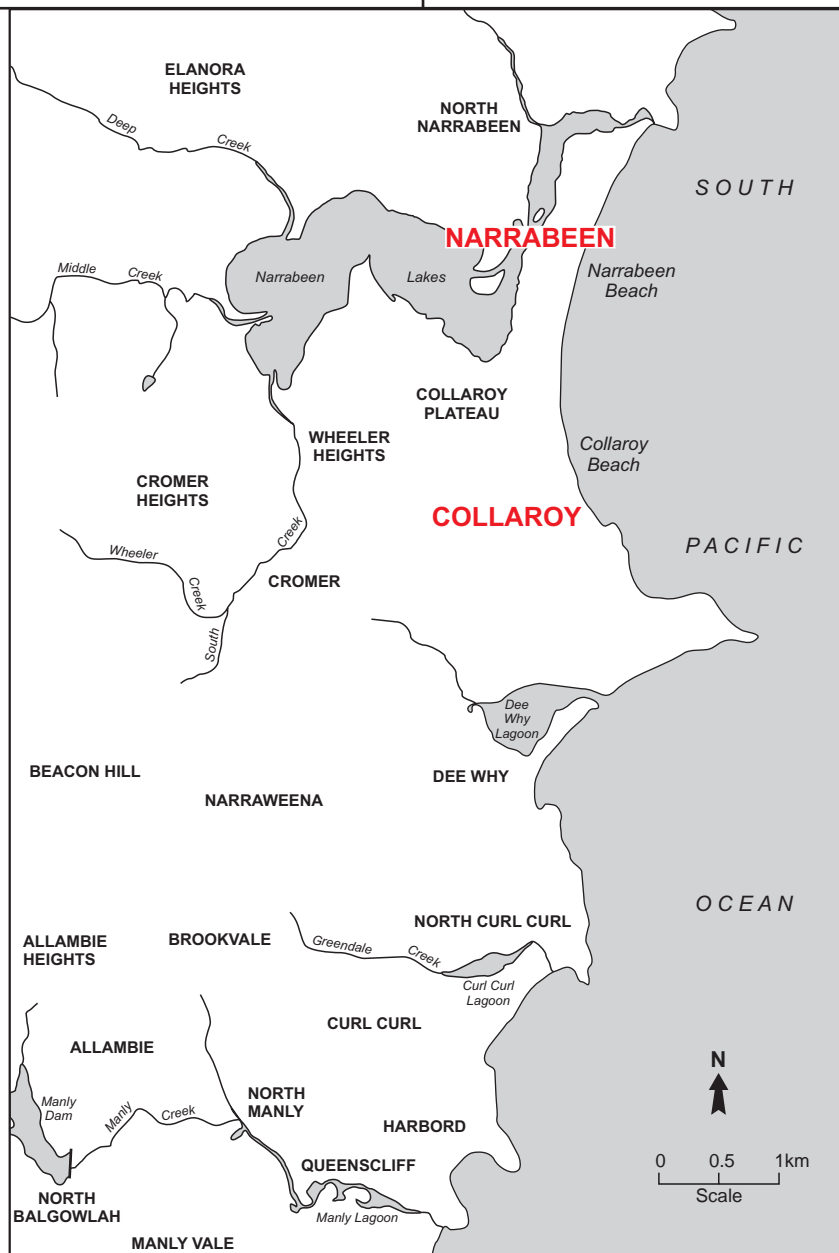 ELANORA
HEIGHTS
NORTH
NARRABEEN
Deep
Creek
SOUTH
NARRABEEN
Narrabeen
Beach
Middle
Creek
Narrabeen
Lakes
COLLAROY
PLATEAU
WHEELER
HEIGHTS
Collaroy
Beach
CROMER
HEIGHTS
COLLAROY
Creek
PACIFIC
Wheeler
Creek
CROMER
South
Dee
Why
Lagoon
BEACON HILL
DEE WHY
NARRAWEENA
OCEAN
NORTH CURL CURL
ALLAMBIE
HEIGHTS
BROOKVALE
Greendale
Creek
Curl Curl
Lagoon
CURL CURL
ALLAMBIE
N
NORTH
MANLY
Manly
Dam
Manly
Creek
HARBORD
QUEENSCLIFF
0 0.5 1km
Scale
NORTH
BALGOWLAH
Manly Lagoon
MANLY VALE